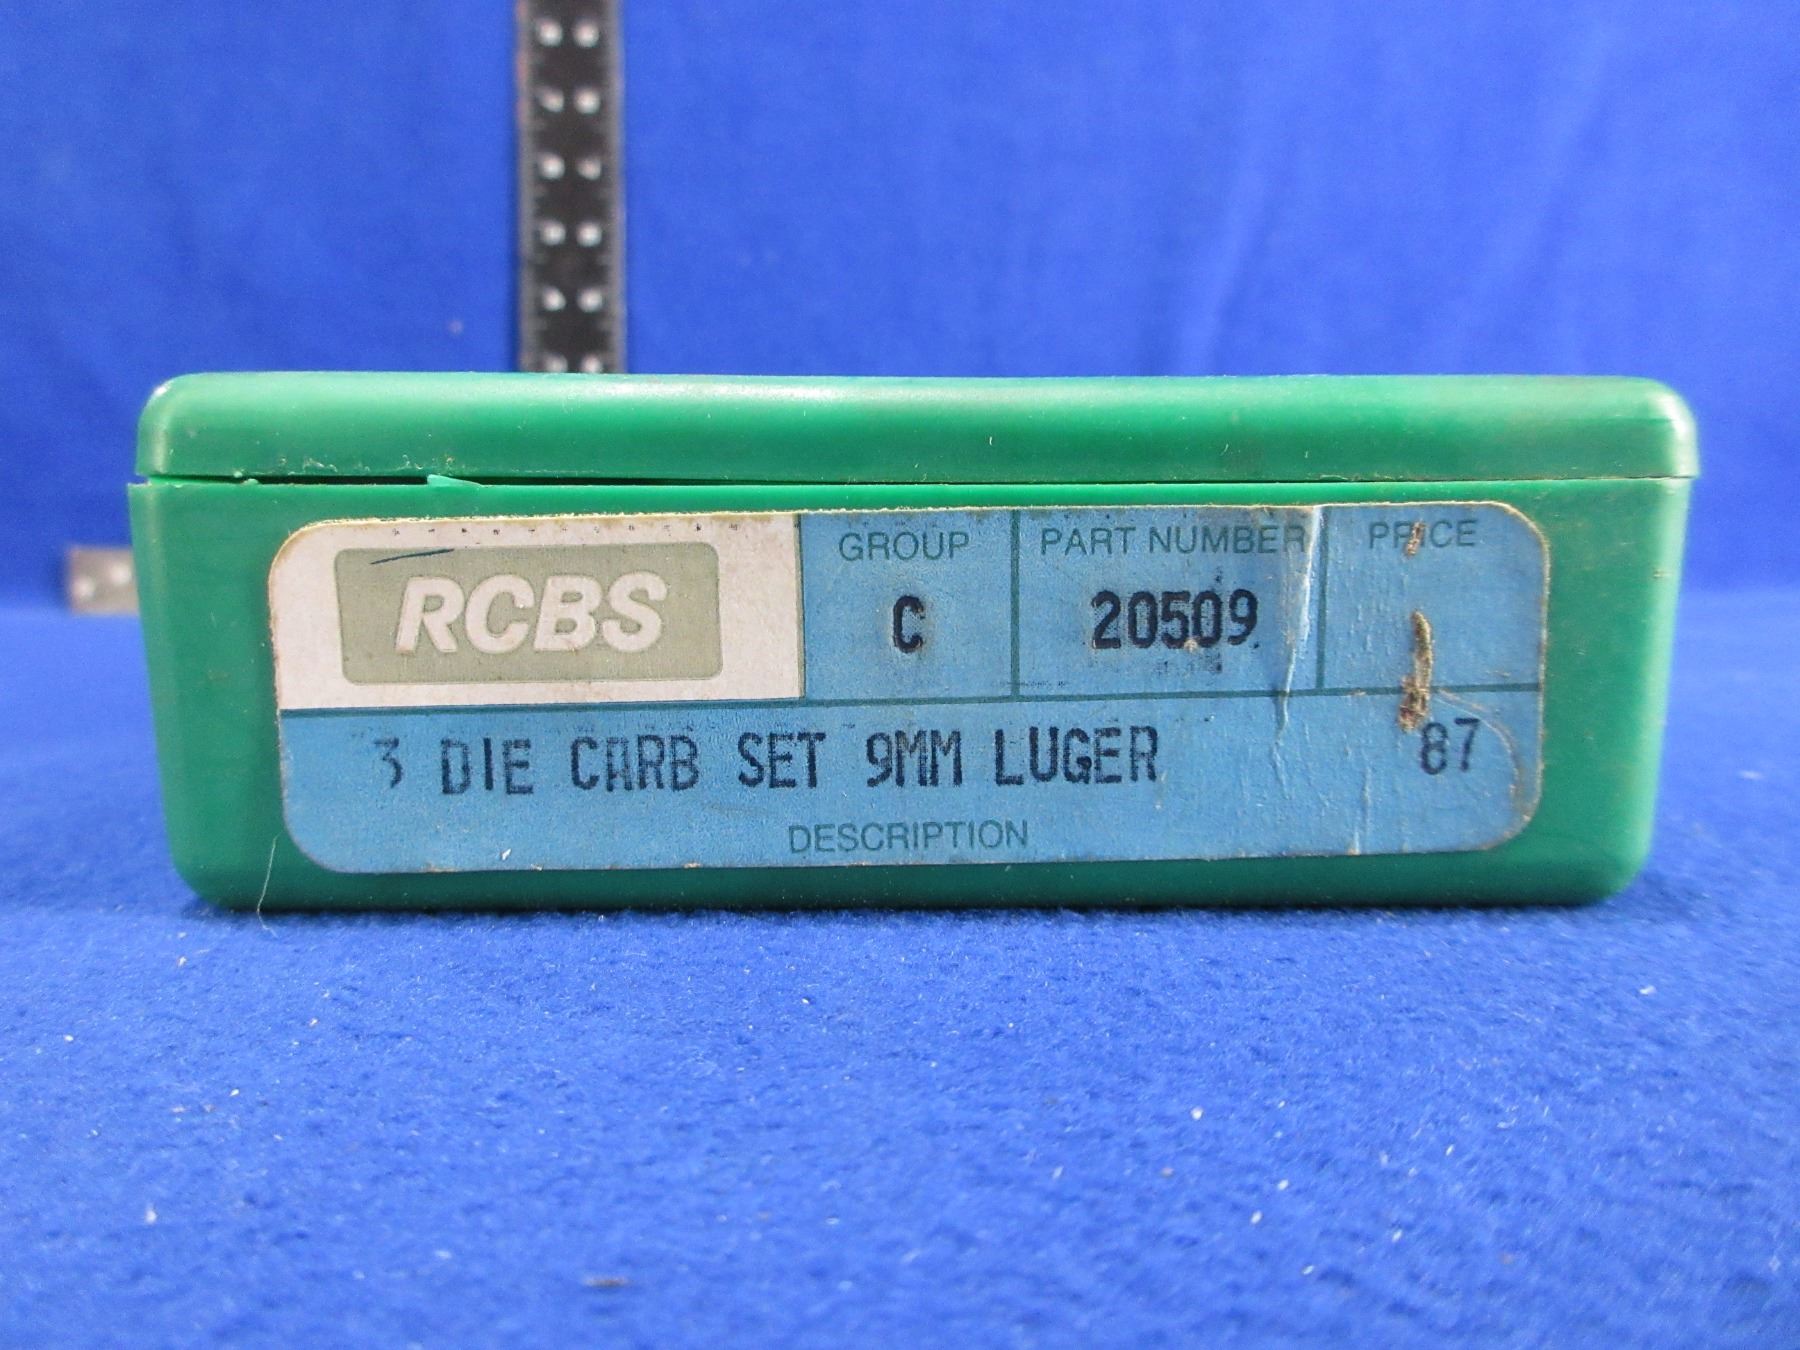 RCBS
GROUP PART NUMBER PRICE
C 20509
3 DIE CARB SET 9MM LUGER 87
DESCRIPTION